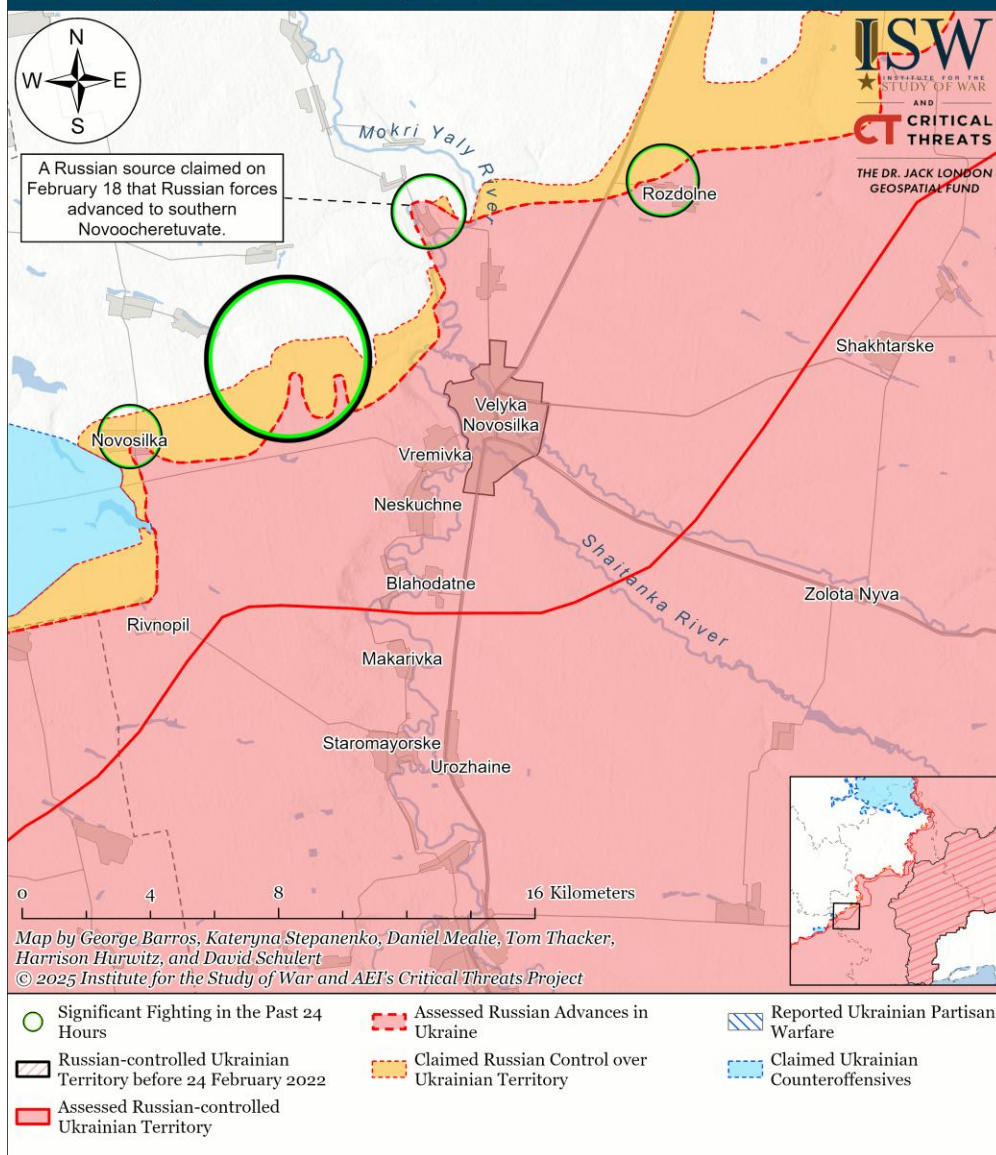 N
W
E
S
ISW
INSTITUTE FOR THE
STUDY OF WAR
AND
CT CRITICAL
THREATS
THE DR. JACK LONDON
GEOSPATIAL FUND
Mokri Yaly River
A Russian source claimed on
February 18 that Russian forces
advanced to southern
Novoocheretuvate.
Rozdolne
Shakhtarske
Velyka
Novosilka
Novosilka
Vremivka
Neskuchne
Shaitanka River
Blahodatne
Zolota Nyva
Rivnopil
Makarivka
Staromayorske
Urozhaine
0 4 8 16 Kilometers
Map by George Barros, Kateryna Stepanenko, Daniel Mealie, Tom Thacker,
Harrison Hurwitz, and David Schulert
© 2025 Institute for the Study of War and AEI's Critical Threats Project
Significant Fighting in the Past 24
Hours
Russian-controlled Ukrainian
Territory before 24 February 2022
Assessed Russian-controlled
Ukrainian Territory
Assessed Russian Advances in
Ukraine
Claimed Russian Control over
Ukrainian Territory
Reported Ukrainian Partisan
Warfare
Claimed Ukrainian
Counteroffensives